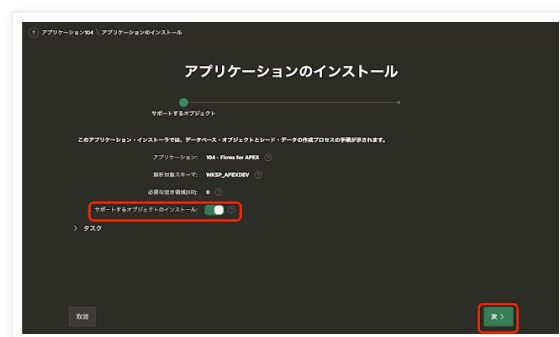 アプリケーション104 \ アプリケーションのインストール
アプリケーションのインストール
サポートするオブジェクト
このアプリケーション・インストーラでは、データベース・オブジェクトとシード・データの作成プロセスの手順が示されます。
アプリケーション: 104 - Flows for APEX
解析対象スキーマ: WKSP_APEXDEV
必要な空き領域(KB): 0
サポートするオブジェクトのインストール:
> タスク
取消
次 >